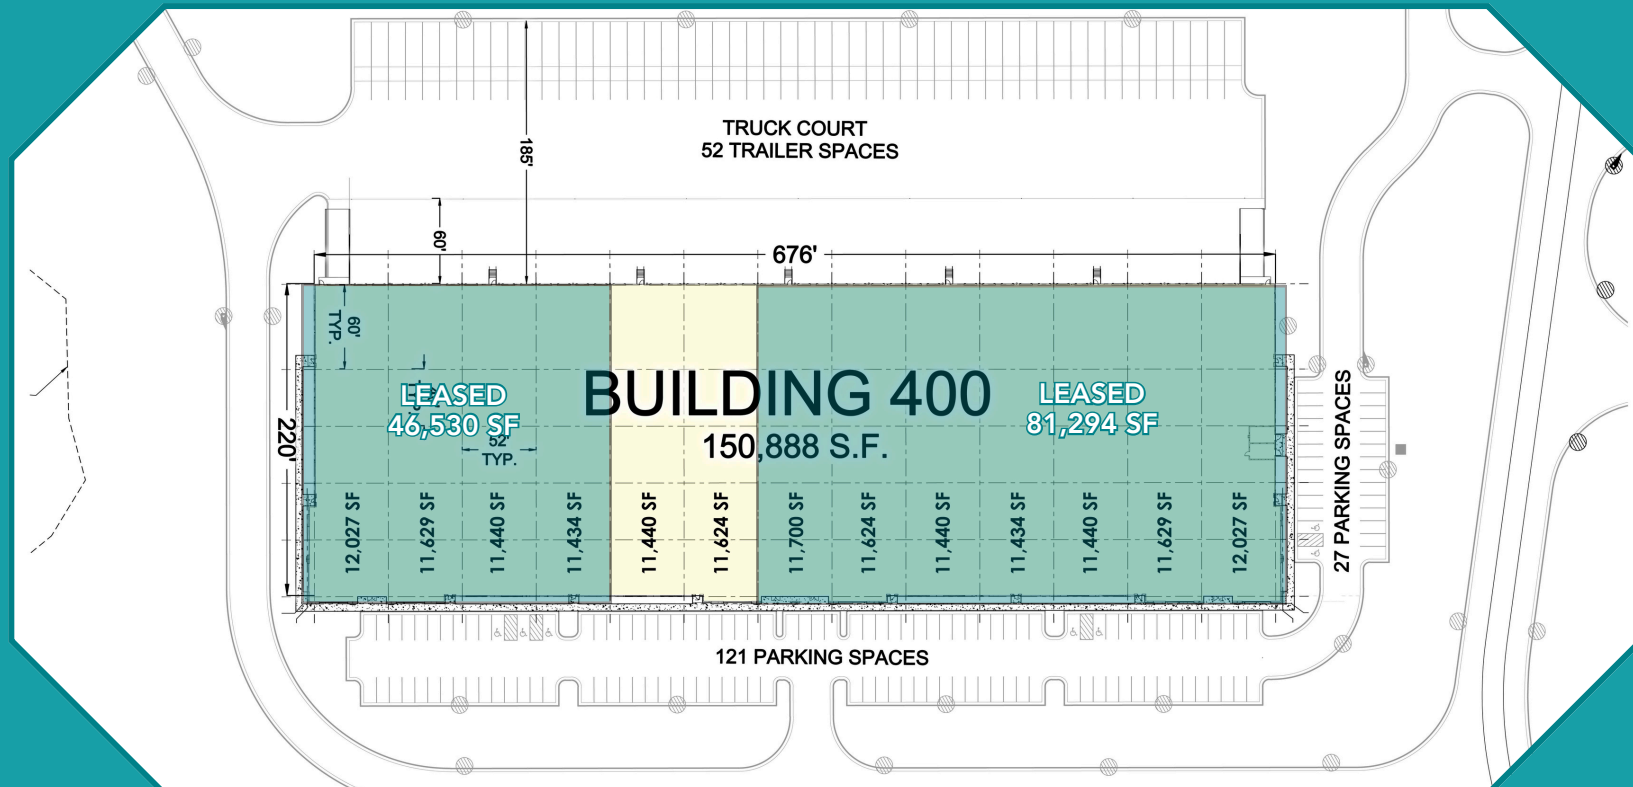 TRUCK COURT
52 TRAILER SPACES
185'
60'
676'
60'
TYP.
220'
LEASED
46,530 SF
52'
TYP.
BUILDING 400
150,888 S.F.
LEASED
81,294 SF
12,027 SF
11,629 SF
11,440 SF
11,434 SF
11,440 SF
11,624 SF
11,700 SF
11,624 SF
11,440 SF
11,434 SF
11,440 SF
11,629 SF
12,027 SF
27 PARKING SPACES
121 PARKING SPACES